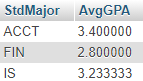 StdMajor AvgGPA
ACCT 3.400000
FIN 2.800000
IS 3.233333